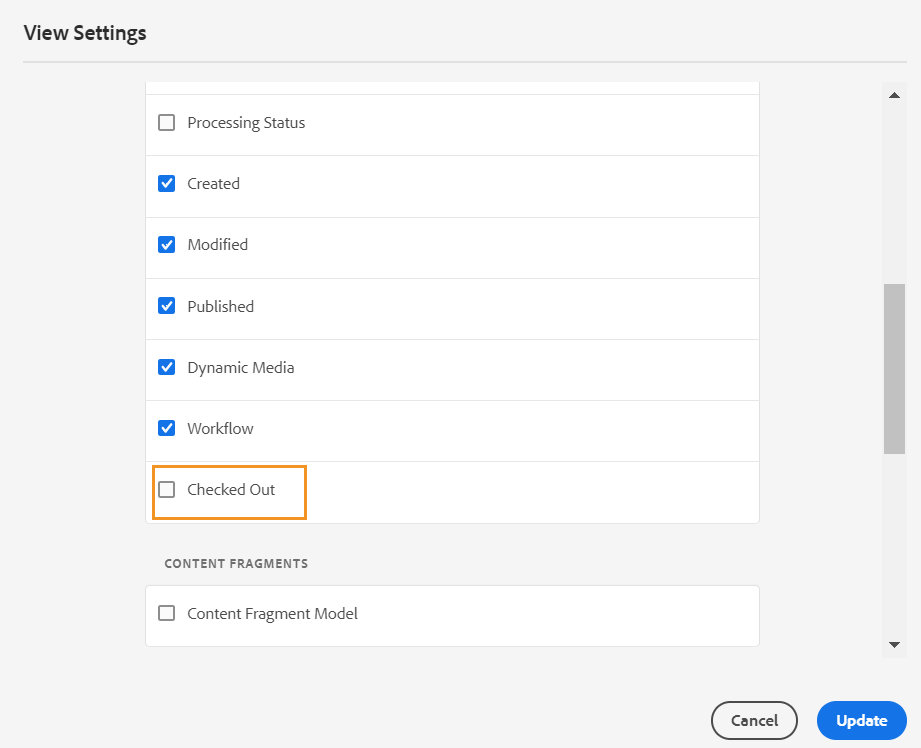 View Settings
Processing Status
Created
Modified
Published
Dynamic Media
Workflow
Checked Out
CONTENT FRAGMENTS
Content Fragment Model
Cancel
Update